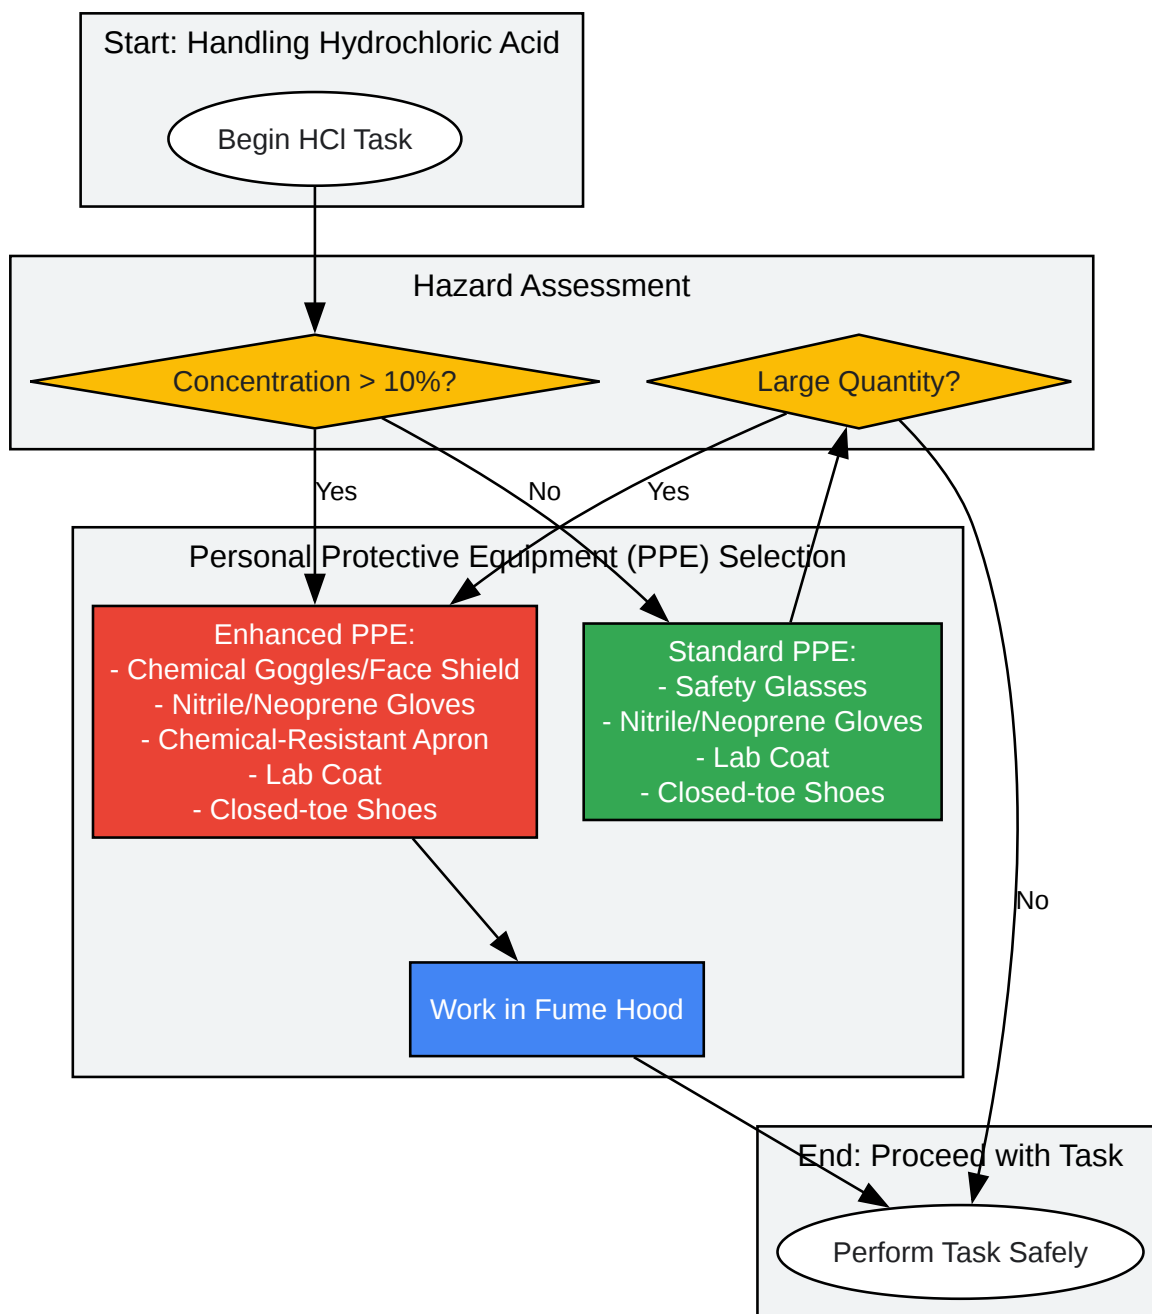 Start: Handling Hydrochloric Acid
Begin HCl Task
Hazard Assessment
Concentration > 10%?
Large Quantity?
Yes
No
Yes
Personal Protective Equipment (PPE) Selection
Enhanced PPE:
- Chemical Goggles/Face Shield
- Nitrile/Neoprene Gloves
- Chemical-Resistant Apron
- Lab Coat
- Closed-toe Shoes
Standard PPE:
- Safety Glasses
- Nitrile/Neoprene Gloves
- Lab Coat
- Closed-toe Shoes
No
Work in Fume Hood
End: Proceed with Task
Perform Task Safely